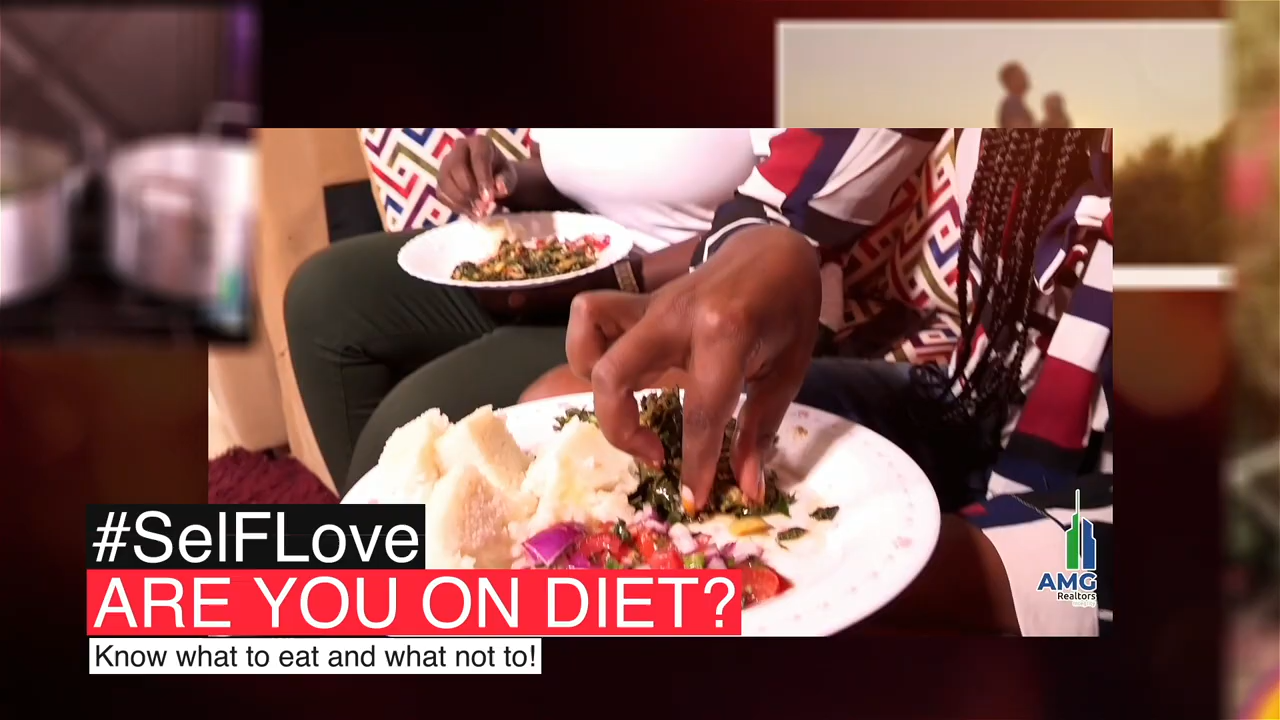 #SelFLove
ARE YOU ON DIET?
Know what to eat and what not to!
AMG
Realtors